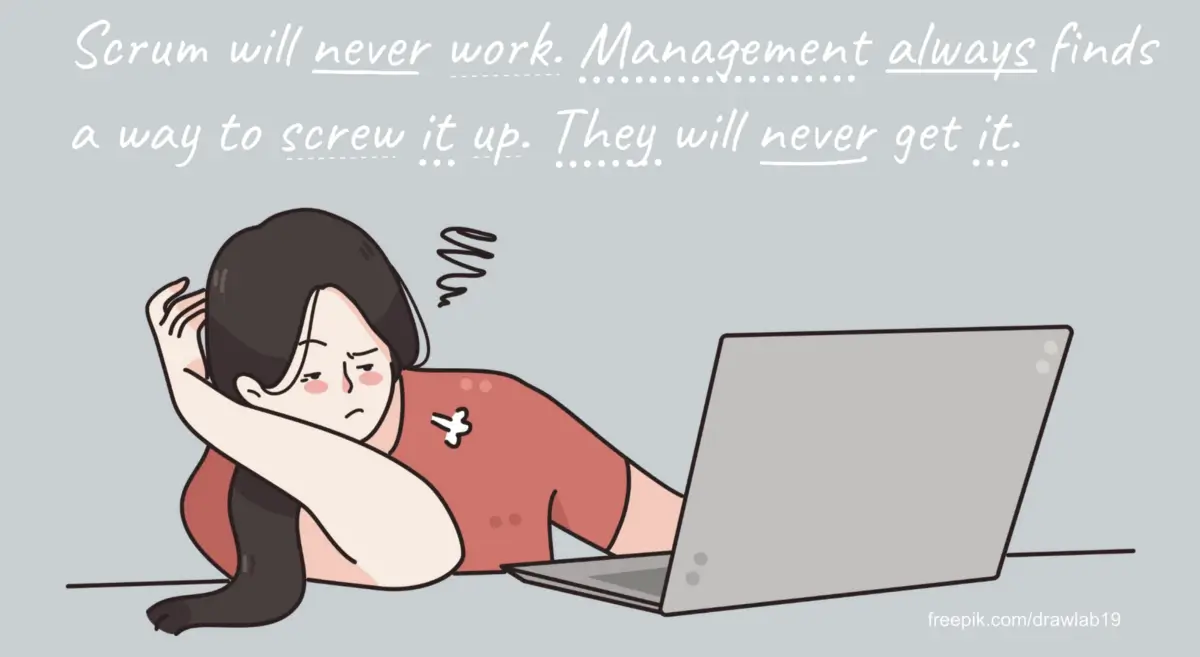 Scrum will never work. Management always finds
a way to screw it up. They will never get it.
freepik.com/drawlab19